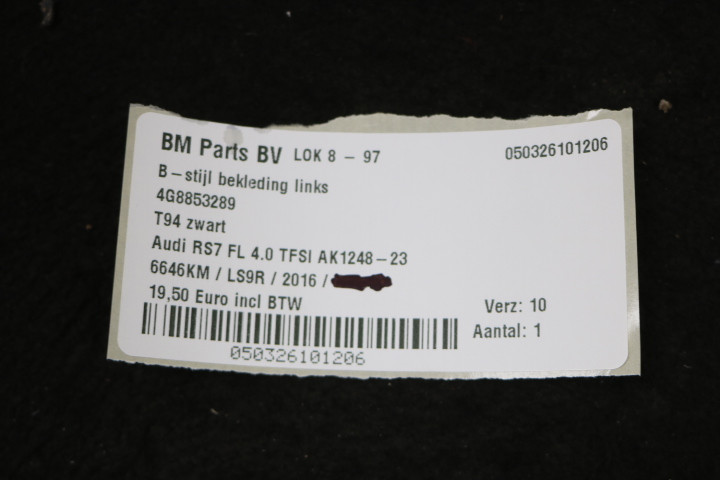 BM Parts BV LOK 8 - 97 050326101206
B-stijl bekleding links
4G8853289
T94 zwart
Audi RS7 FL 4.0 TFSI AK1248-23
6646KM / LS9R / 2016 /
19,50 Euro incl BTW Verz: 10
Aantal: 1
050326101206